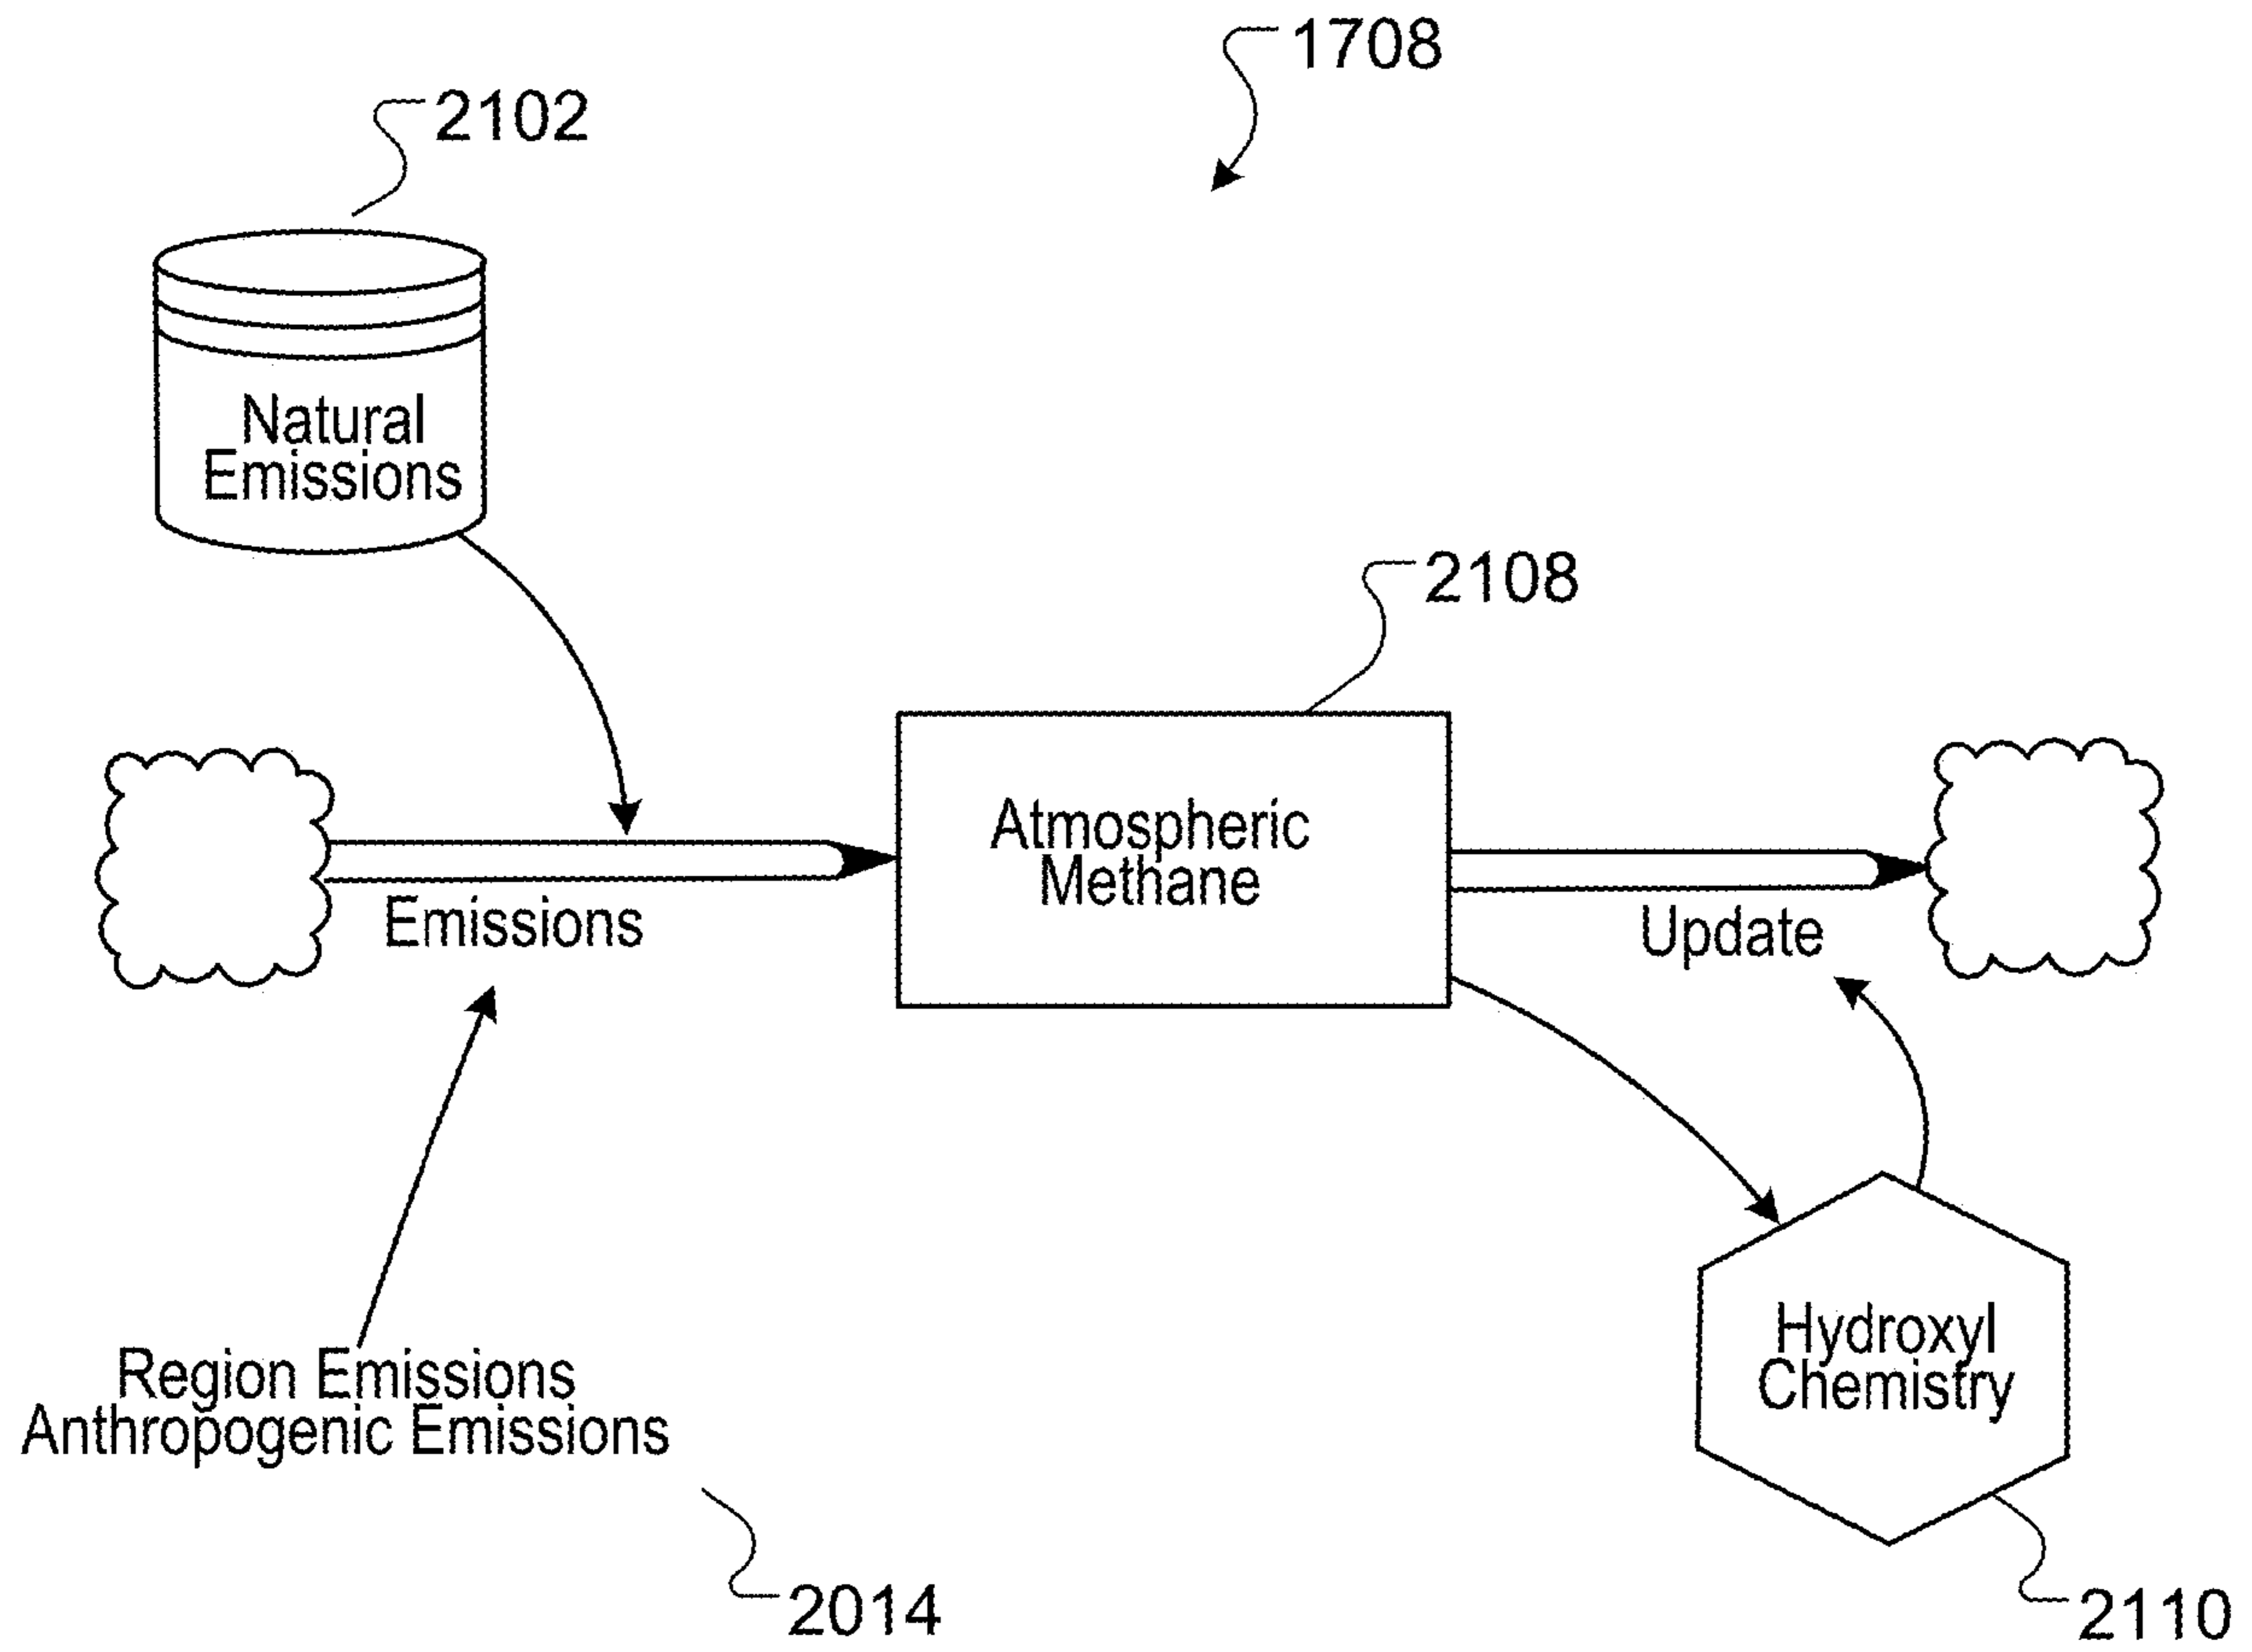 1708
2102
Natural
Emissions
2108
Atmospheric
Methane
Emissions
Update
Hydroxyl
Chemistry
Region Emissions
Anthropogenic Emissions
2014
2110